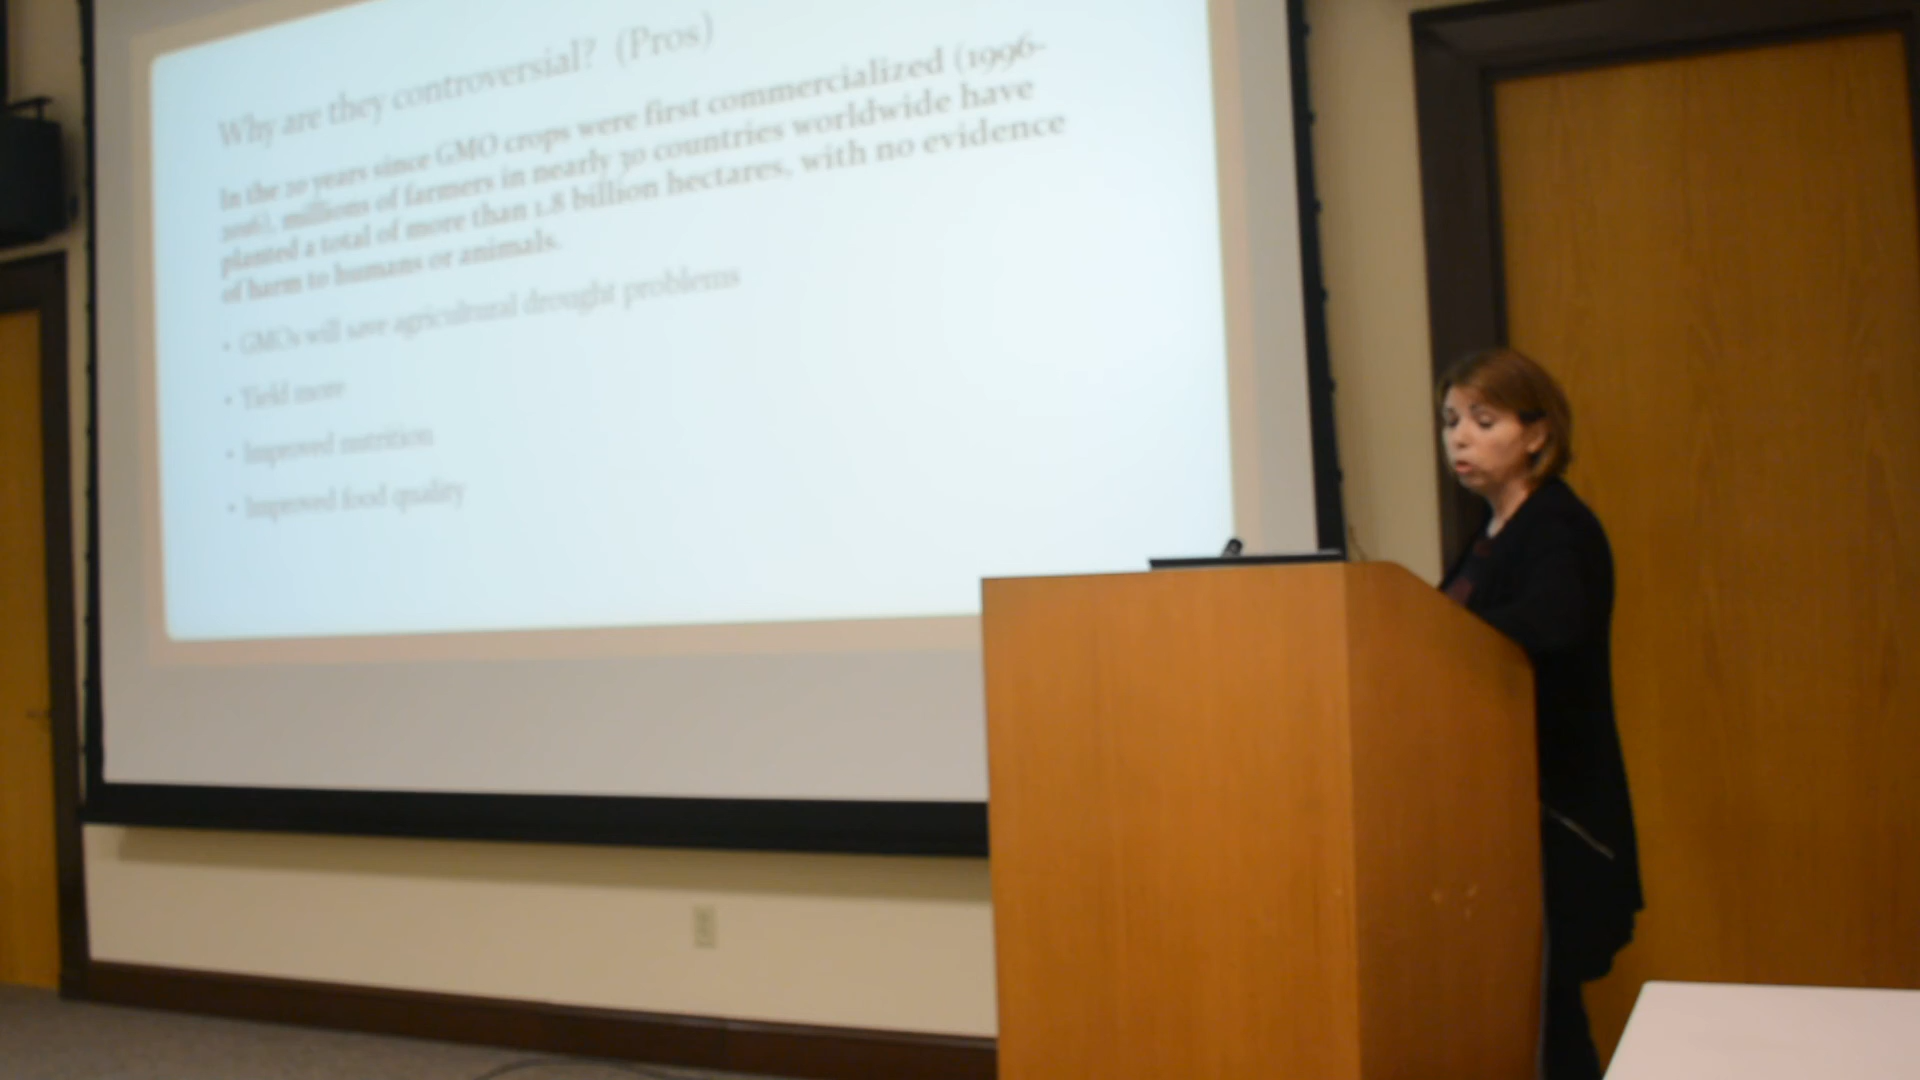 Why are they controversial? (Pros)
In the 20 years since GMO crops were first commercialized (1996-
2016), millions of farmers in nearly 30 countries worldwide have
planted a total of more than 1.8 billion hectares, with no evidence
of harm to humans or animals.
• GMOs will save agricultural drought problems
• Yield more
• Improved nutrition
• Improved food quality